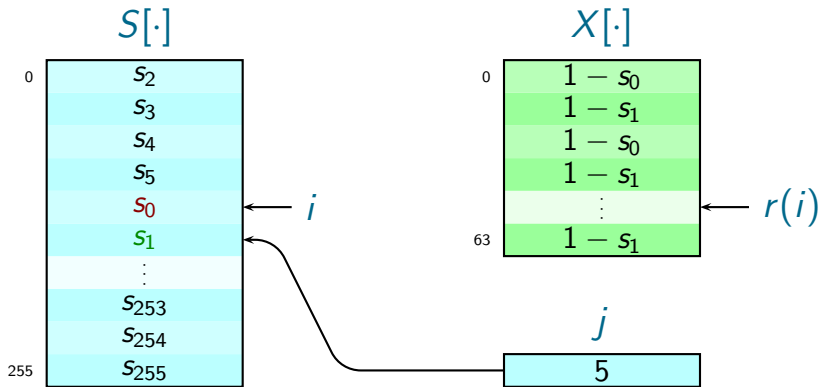 S[·]
0 s₂
s₃
s₄
s₅
s₀
i
s₁
⋮
s₂₅₃
s₂₅₄
255 s₂₅₅
X[·]
0 1 − s₀
1 − s₁
1 − s₀
1 − s₁
⋮
r(i)
63 1 − s₁
j
5